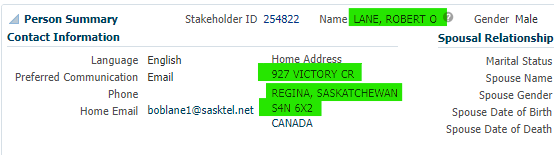 Person Summary Stakeholder ID 254822 Name LANE, ROBERT O ? Gender Male
Contact Information Spousal Relationship
Language English Home Address Marital Status
Preferred Communication Email 927 VICTORY CR Spouse Name
Phone REGINA, SASKATCHEWAN Spouse Gender
Home Email boblane1@sasktel.net S4N 6X2 Spouse Date of Birth
CANADA Spouse Date of Death